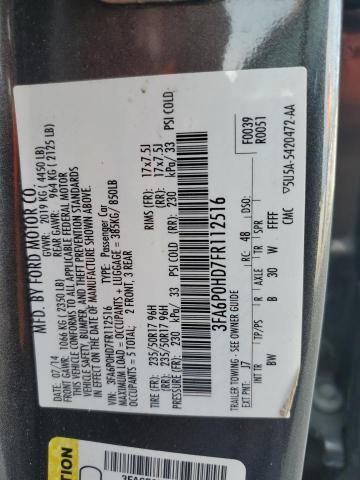 MFD. BY FORD MOTOR CO.
07/14
GVWR: 2019 KG (4450 LB)
FRONT GAWR: 1066 KG (2350 LB)
REAR GAWR: 964 KG (2125 LB)
THIS VEHICLE CONFORMS TO ALL APPLICABLE FEDERAL MOTOR
VEHICLE SAFETY, BUMPER, AND THEFT PREVENTION STANDARDS
IN EFFECT ON THE DATE OF MANUFACTURE SHOWN ABOVE.
VIN: 3FA6P0HD7FR112516 Passenger Car
MAXIMUM LOAD = OCCUPANTS + LUGGAGE = 385KG / 850LB
OCCUPANTS = 5 TOTAL: 2 FRONT, 3 REAR
TIRE (FR): 235/50R17 96H RIMS (FR): 17x7.5J
TIRE (RR): 235/50R17 96H RIMS (RR): 17x7.5J
COLD (FR): 230 kPa/ 33 PSI COLD (RR): 230 kPa/ 33 PSI COLD
3FA6P0HD7FR112516
F0039
R0051
TRAILER TOWING - SEE OWNER GUIDE
EXT PNT: J7 RC: 48 DSO:
INT TR TP/PS R AXLE TR SPR
BW B 30 W FFFF
CMC
5U5A-5420472-AA